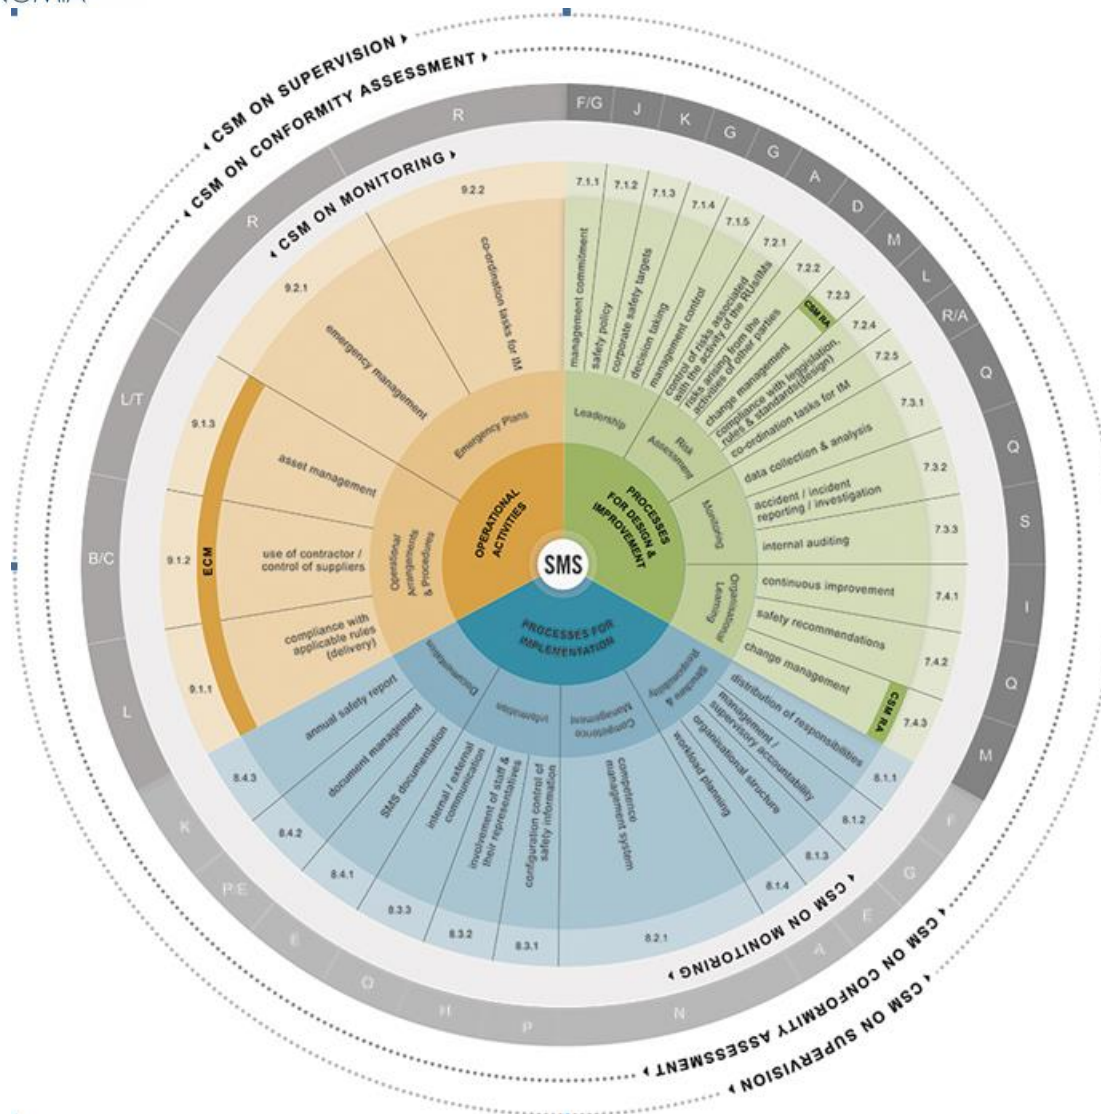 CSM ON SUPERVISION
CSM ON CONFORMITY ASSESSMENT
CSM ON MONITORING
R
R
L/T
B/C
L
F/G
J
K
G
G
A
D
M
L
R/A
Q
Q
S
I
Q
M
F
G
E
A
N
P
H
O
E
P/E
K
SMS
OPERATIONAL
ACTIVITIES
Emergency Plans
9.2.2
co-ordination tasks for IM
9.2.1
emergency management
Operational
Arrangements
& Procedures
ECM
9.1.3
asset management
9.1.2
use of contractor /
control of suppliers
9.1.1
compliance with
applicable rules
(delivery)
PROCESSES
FOR DESIGN &
IMPROVEMENT
Leadership
7.1.1
management commitment
7.1.2
safety policy
7.1.3
corporate safety targets
7.1.4
decision taking
7.1.5
management control
Risk
Assessment
7.2.1
control of risks associated
with the activity of the RUs/IMs
7.2.2
risks arising from the
activities of other parties
7.2.3
CSM RA
change management
7.2.4
compliance with legpislation,
rules & standards(design)
7.2.5
co-ordination tasks for IM
Monitoring
7.3.1
data collection & analysis
7.3.2
accident / incident
reporting / investigation
7.3.3
internal auditing
Organisational
Learning
7.4.1
continuous improvement
7.4.2
safety recommendations
7.4.3
CSM RA
change management
PROCESSES FOR
IMPLEMENTATION
Structure &
Responsibility
8.1.1
distribution of responsibilities
8.1.2
management /
supervisory accountability
8.1.3
organisational structure
8.1.4
workload planning
Competence
Management
8.2.1
competence
management system
Information
8.3.1
configuration control of
safety information
8.3.2
involvement of staff &
their representatives
8.3.3
internal / external
communication
Documentation
8.4.1
SMS documentation
8.4.2
document management
8.4.3
annual safety report
CSM ON MONITORING
CSM ON CONFORMITY ASSESSMENT
CSM ON SUPERVISION